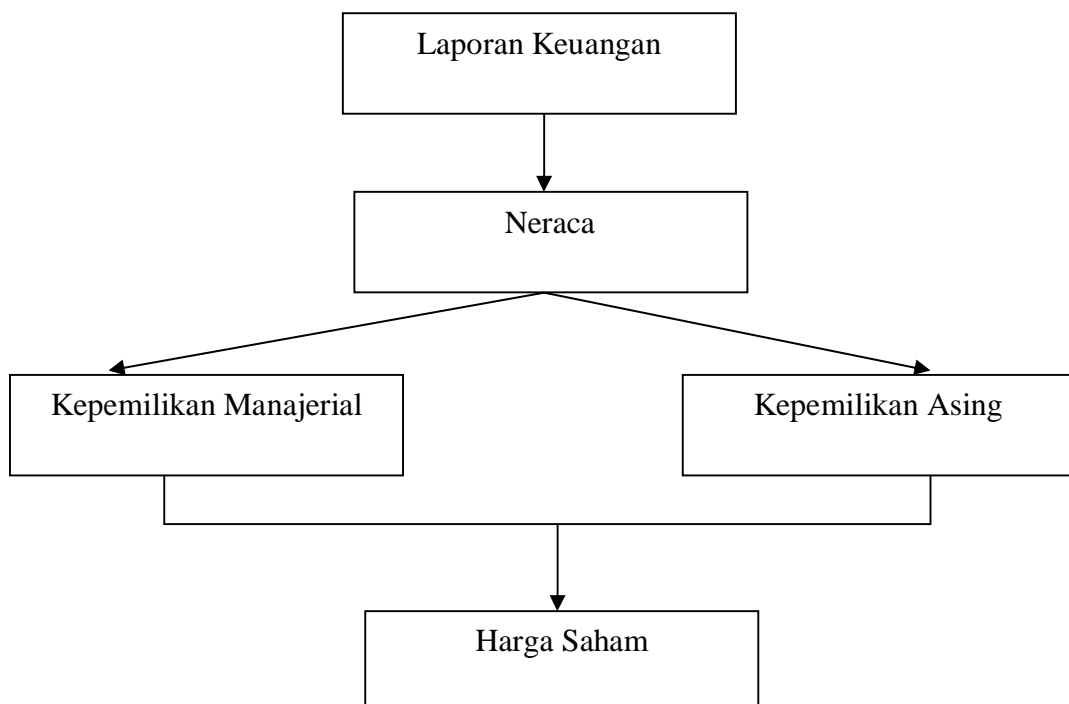 Laporan Keuangan
Neraca
Kepemilikan Manajerial
Kepemilikan Asing
Harga Saham